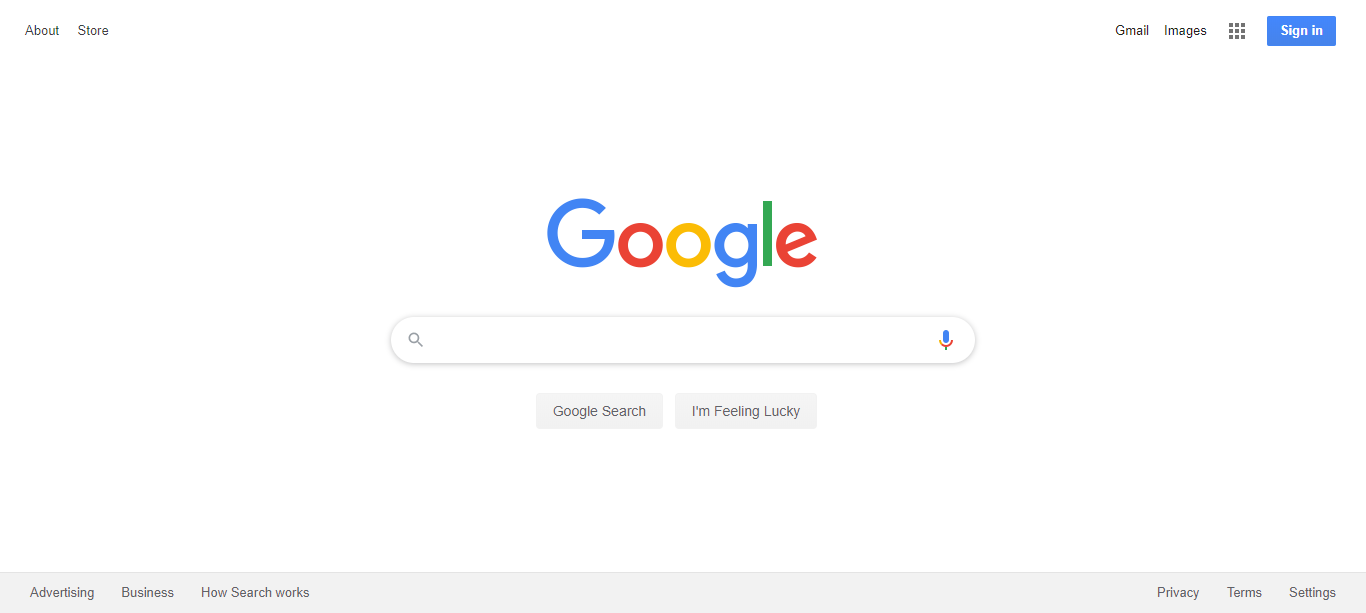 About Store Gmail Images Sign in
Google
Google Search I'm Feeling Lucky
Advertising Business How Search works Privacy Terms Settings